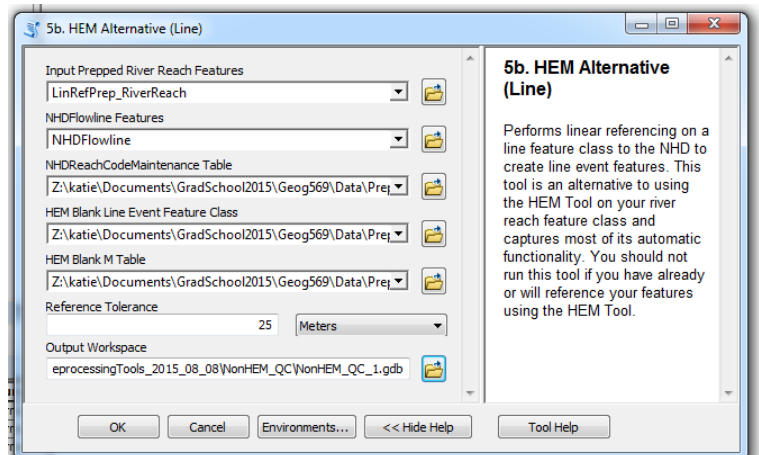 5b. HEM Alternative (Line)
Input Prepped River Reach Features
LinRefPrep_RiverReach
NHDFlowline Features
NHDFlowline
NHDReachCodeMaintenance Table
Z:\katie\Documents\GradSchool2015\Geog569\Data\Prep
HEM Blank Line Event Feature Class
Z:\katie\Documents\GradSchool2015\Geog569\Data\Prep
HEM Blank M Table
Z:\katie\Documents\GradSchool2015\Geog569\Data\Prep
Reference Tolerance
25 Meters
Output Workspace
eprocessingTools_2015_08_08\NonHEM_QC\NonHEM_QC_1.gdb
OK Cancel Environments... << Hide Help Tool Help
5b. HEM Alternative
(Line)
Performs linear referencing on a
line feature class to the NHD to
create line event features. This
tool is an alternative to using
the HEM Tool on your river
reach feature class and
captures most of its automatic
functionality. You should not
run this tool if you have already
or will reference your features
using the HEM Tool.